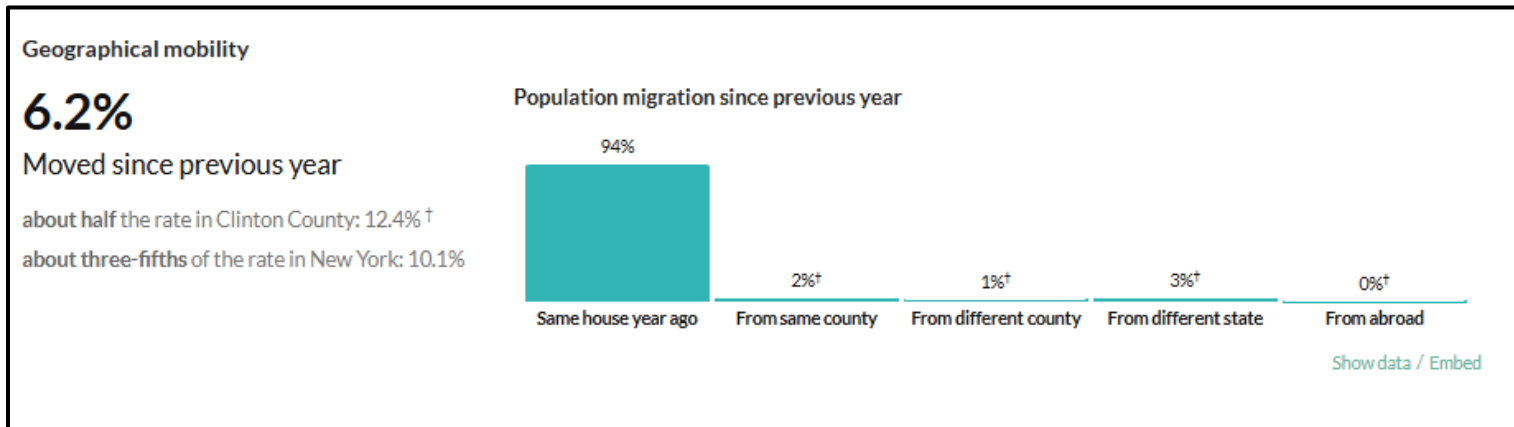 Geographical mobility
6.2%
Moved since previous year
about half the rate in Clinton County: 12.4% †
about three-fifths of the rate in New York: 10.1%
Population migration since previous year
94%
2%†
1%†
3%†
0%†
Same house year ago
From same county
From different county
From different state
From abroad
Show data / Embed